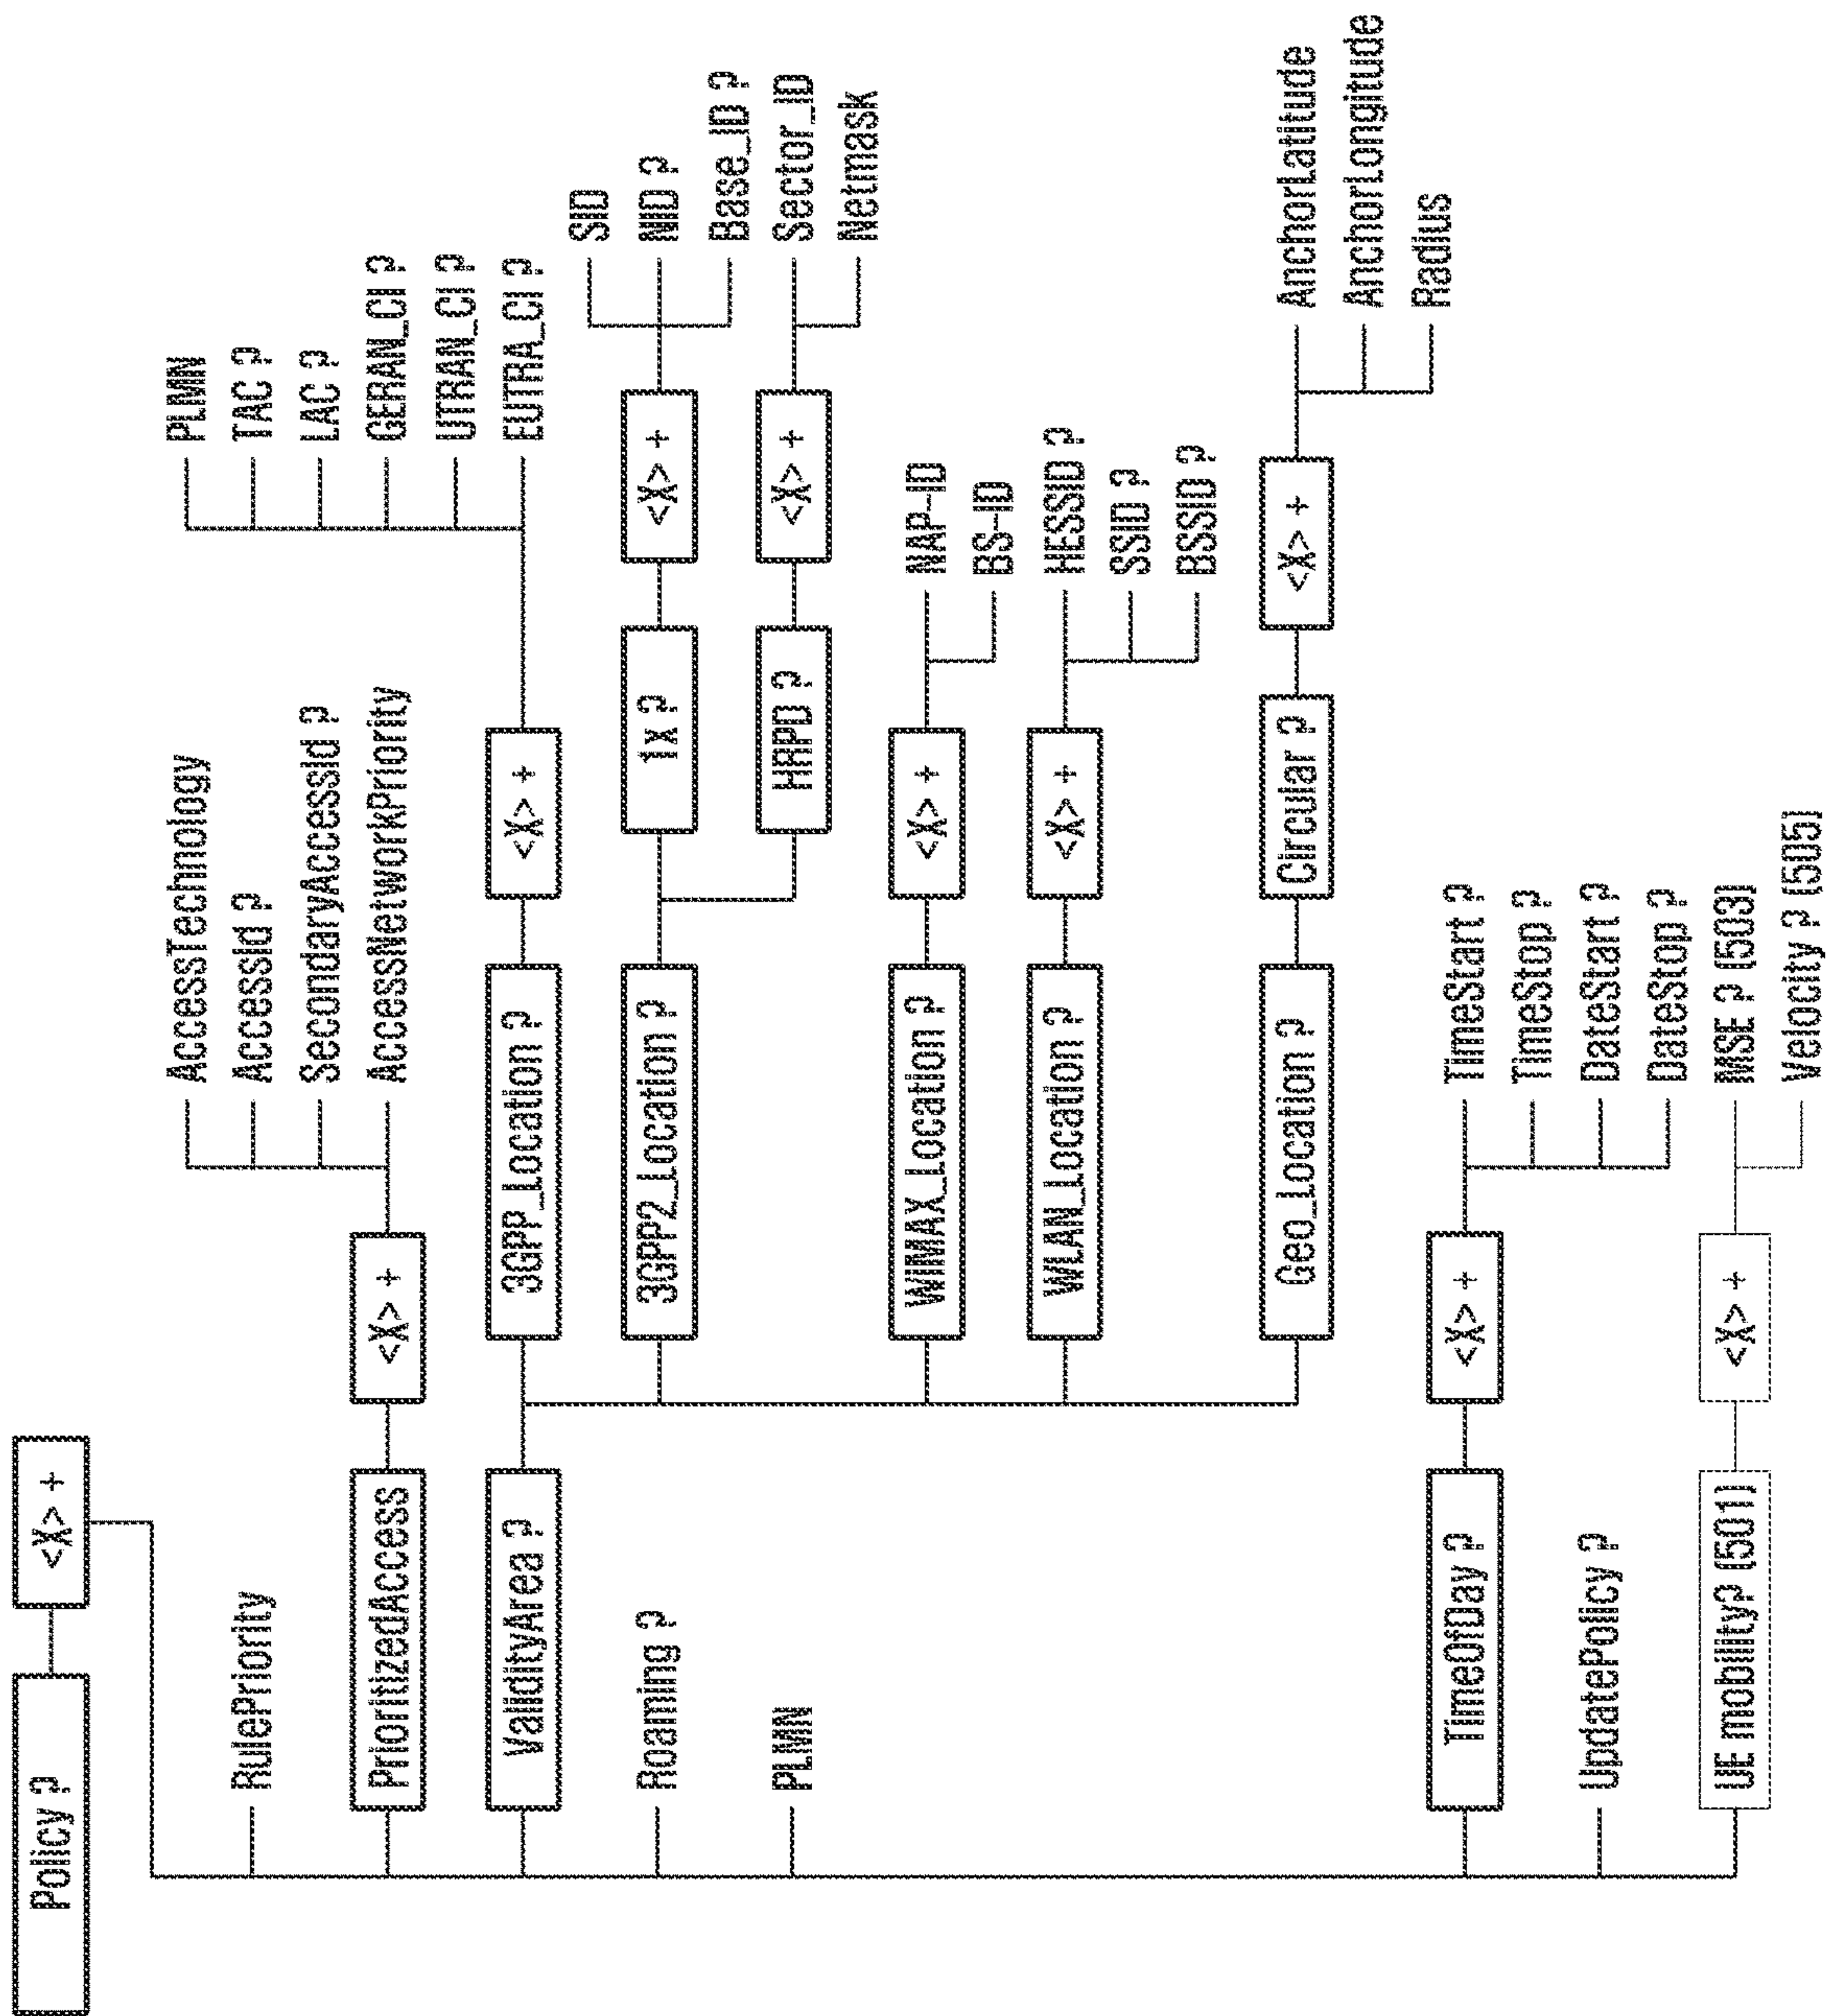 Policy ?
<X> +
RulePriority
PrioritizedAccess
<X> +
AccessTechnology
AccessId ?
SecondaryAccessId ?
AccessNetworkPriority
ValidityArea ?
3GPP_Location ?
<X> +
PLMN
TAC ?
LAC ?
GERAN_CI ?
UTRAN_CI ?
EUTRA_CI ?
3GPP2_Location ?
1x ?
<X> +
SID
NID ?
Base_ID ?
HRPD ?
<X> +
Sector_ID
Netmask
WiMAX_Location ?
<X> +
NAP-ID
BS-ID
WLAN_Location ?
<X> +
HESSID ?
SSID ?
BSSID ?
Geo_Location ?
Circular ?
<X> +
AnchorLatitude
AnchorLongitude
Radius
Roaming ?
PLMN
TimeOfDay ?
<X> +
TimeStart ?
TimeStop ?
DateStart ?
DateStop ?
UpdatePolicy ?
UE mobility? (501)
<X> +
MSE ? (503)
Velocity ? (505)